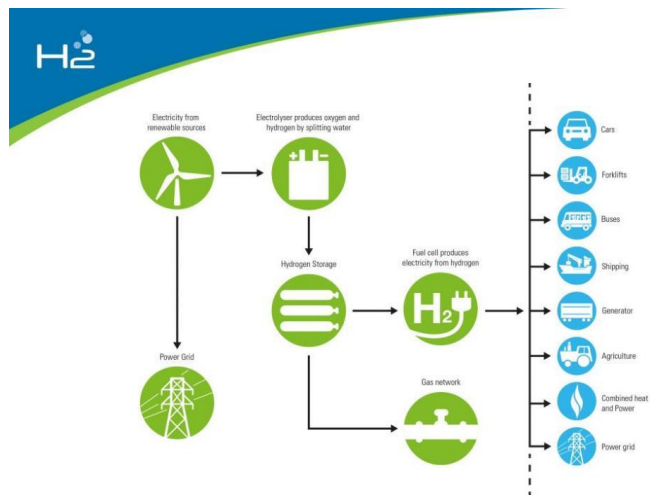 H2
Electricity from
renewable sources
Electrolyser produces oxygen and
hydrogen by splitting water
Cars
Forklifts
Buses
Hydrogen Storage
Fuel cell produces
electricity from hydrogen
H2
Shipping
Generator
Power Grid
Gas network
Agriculture
Combined heat
and Power
Power grid